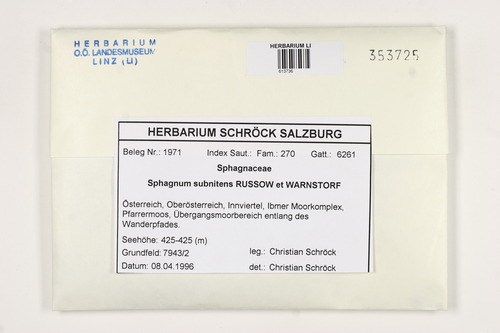 HERBARIUM
O.Ö. LANDESMUSEUM
LINZ (LI)
HERBARIUM LI
353725
HERBARIUM SCHRÖCK SALZBURG
Beleg Nr.: 1971 Index Saut.: Fam.: 270 Gatt.: 6261
Sphagnaceae
Sphagnum subnitens RUSSOW et WARNSTORF
Österreich, Oberösterreich, Innviertel, Ibmer Moorkomplex,
Pfarrermoos, Übergangsmoorbereich entlang des
Wanderpfades.
Seehöhe: 425-425 (m)
Grundfeld: 7943/2 leg.: Christian Schröck
Datum: 08.04.1996 det.: Christian Schröck